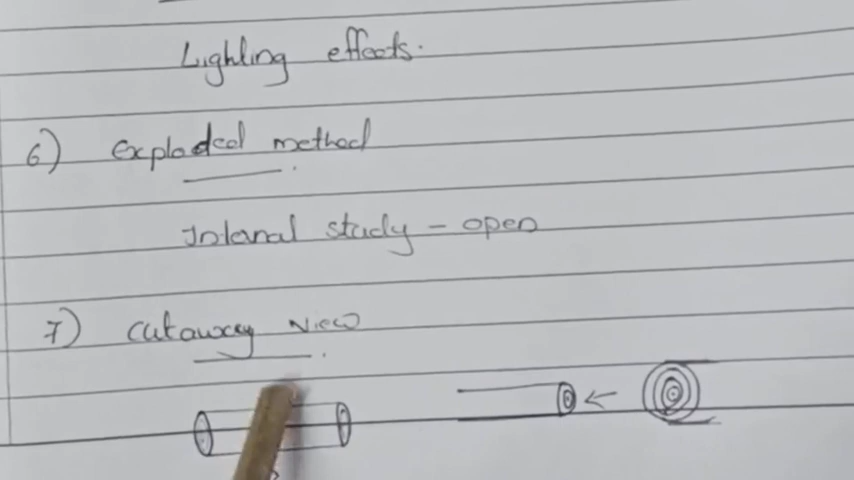 Lighting effects.
6) exploded method
Internal study - open
7) cutaway view